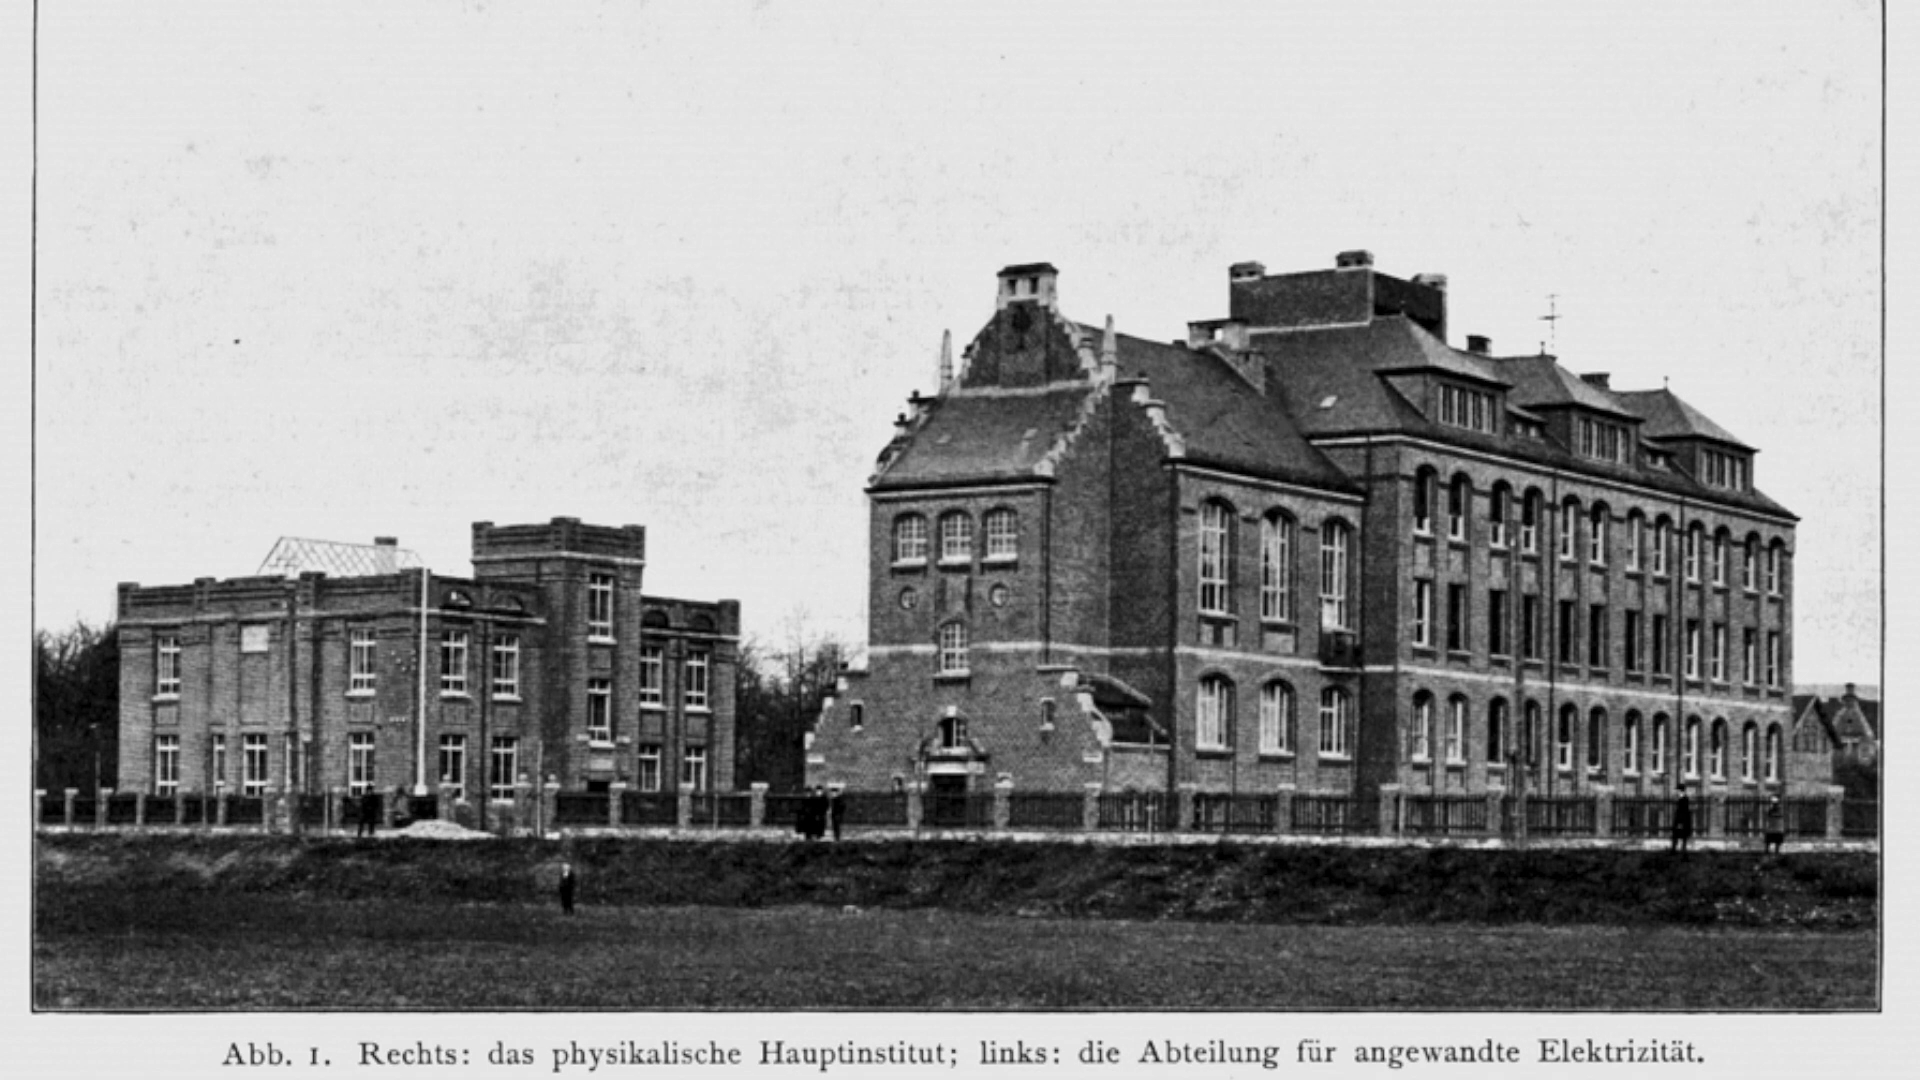 Abb. 1. Rechts: das physikalische Hauptinstitut; links: die Abteilung für angewandte Elektrizität.